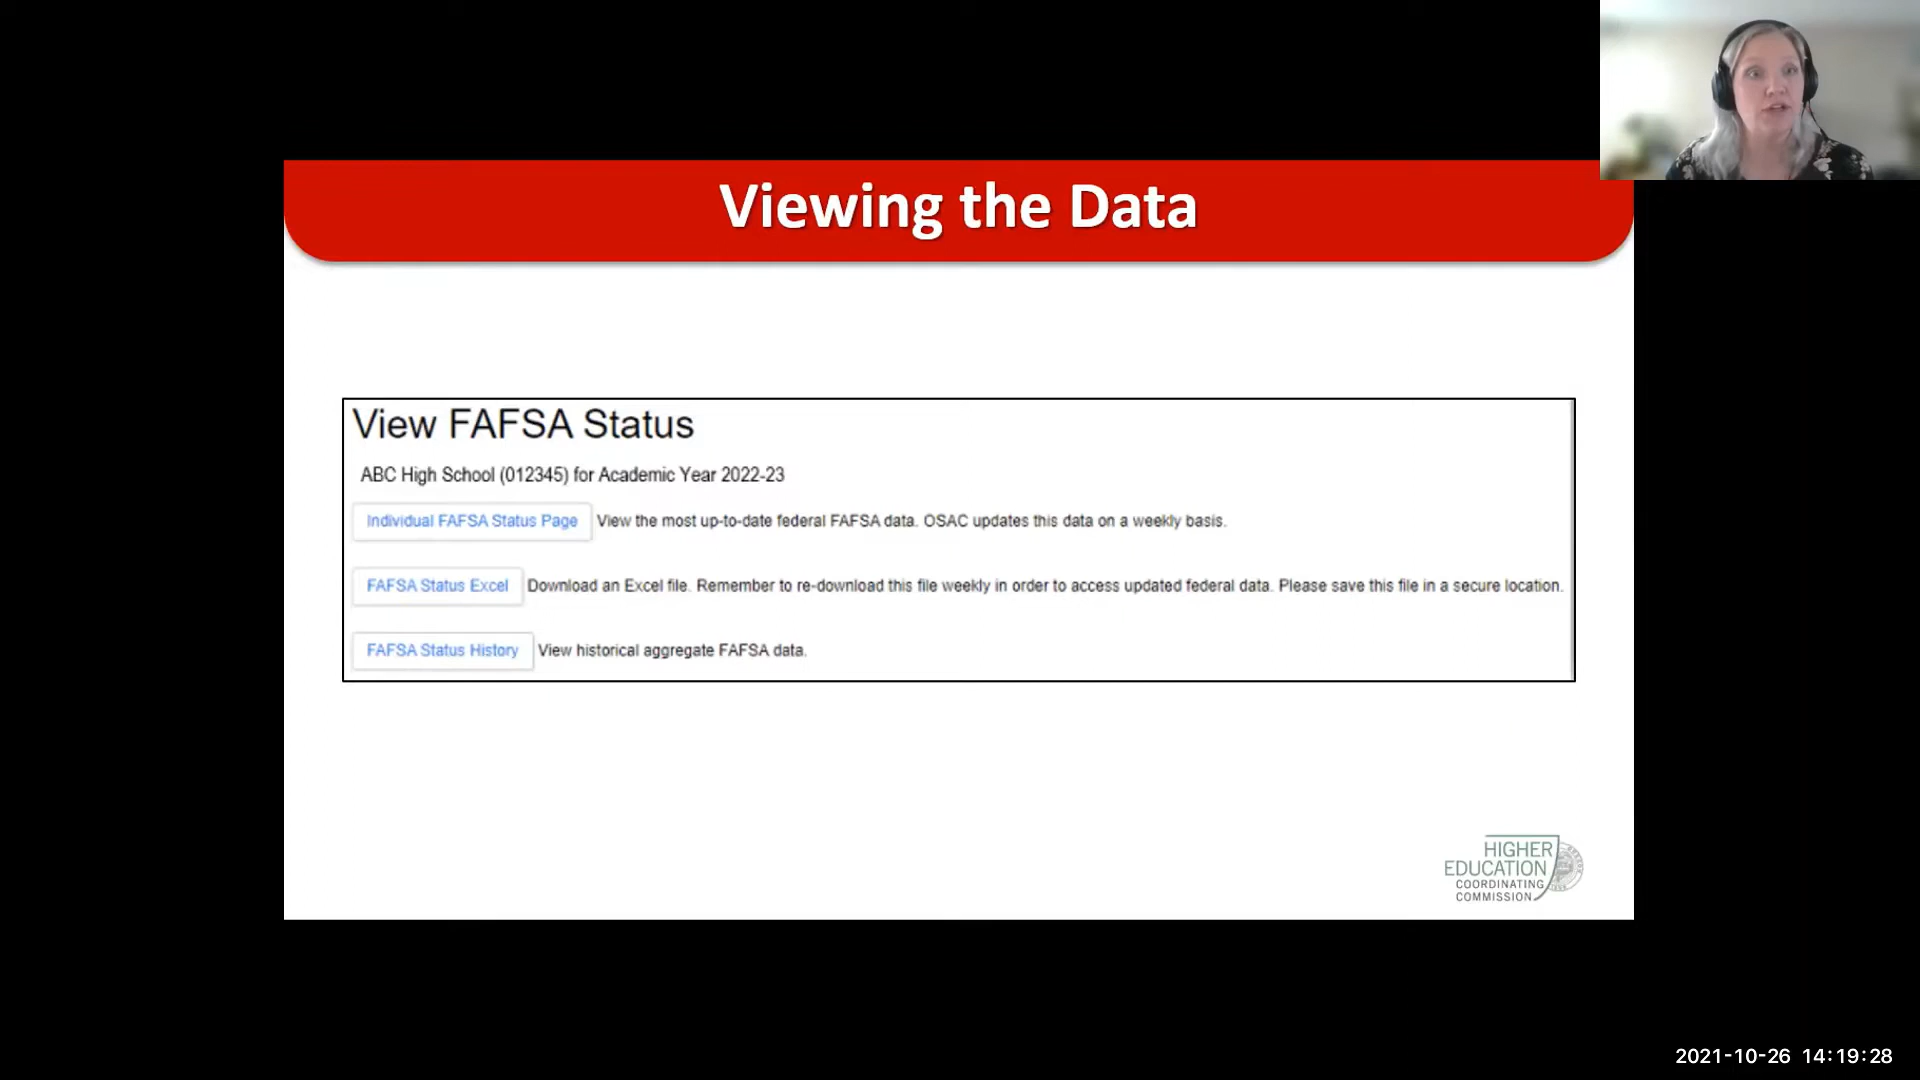 Viewing the Data
View FAFSA Status
ABC High School (012345) for Academic Year 2022-23
Individual FAFSA Status Page View the most up-to-date federal FAFSA data. OSAC updates this data on a weekly basis.
FAFSA Status Excel Download an Excel file. Remember to re-download this file weekly in order to access updated federal data. Please save this file in a secure location.
FAFSA Status History View historical aggregate FAFSA data.
HIGHER
EDUCATION
COORDINATING
COMMISSION
2021-10-26 14:19:28